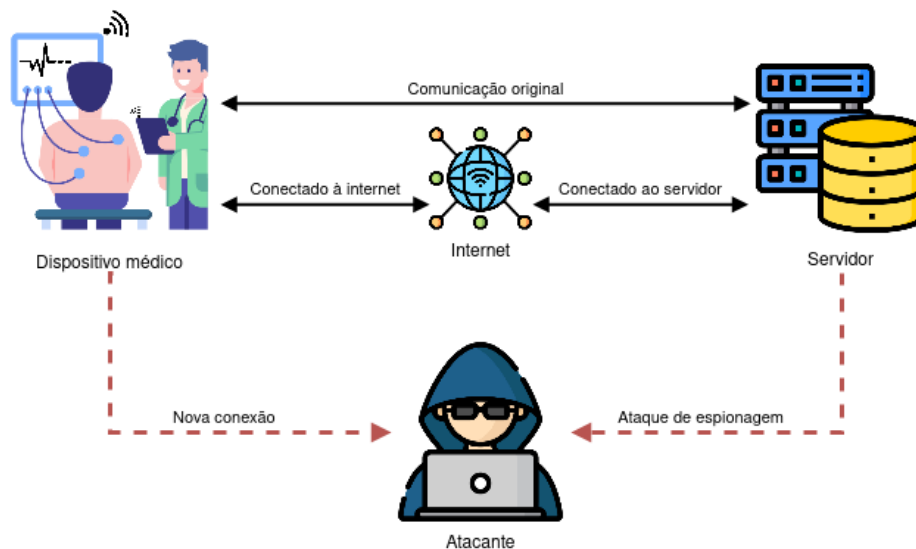 Comunicação original
Conectado à internet
Conectado ao servidor
Internet
Dispositivo médico
Servidor
Nova conexão
Ataque de espionagem
Atacante